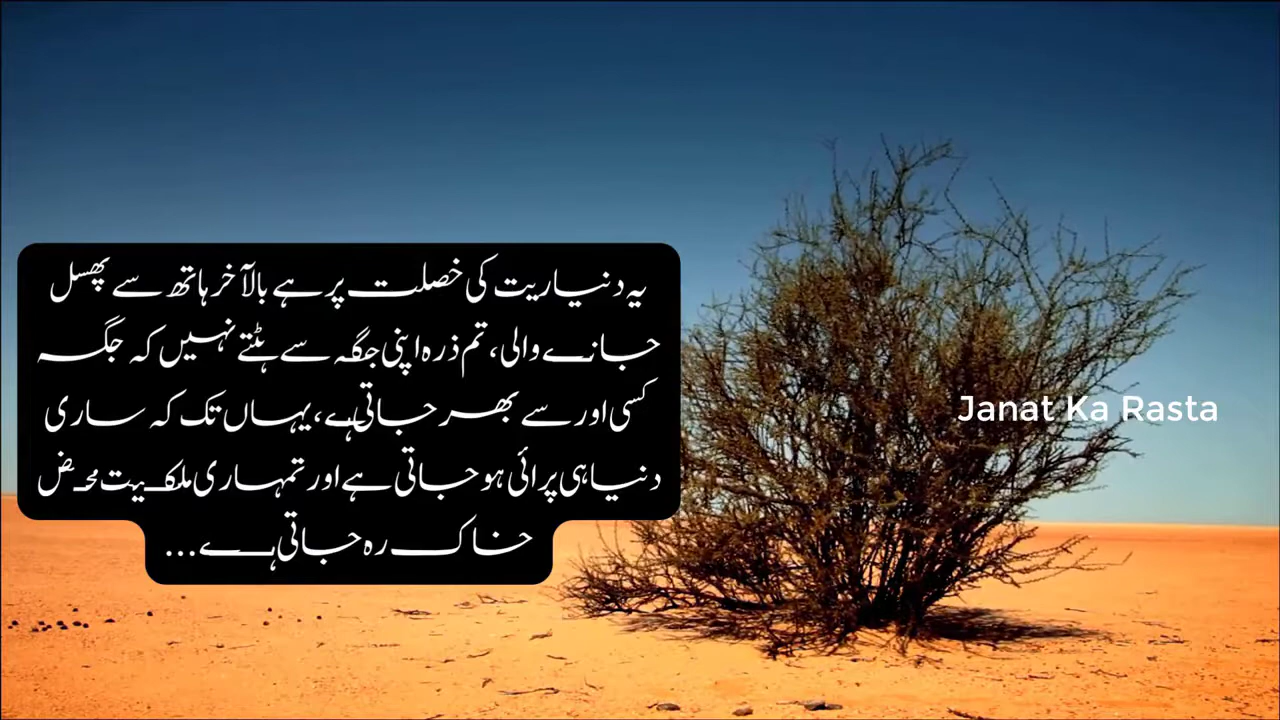 یہ دنیا ریت کی خصلت پر ہے بالآخر ہاتھ سے پھسل
جانے والی، تم ذرہ اپنی جگہ سے ہٹتے نہیں کہ جگہ
کسی اور سے بھر جاتی ہے، یہاں تک کہ ساری
دنیا ہی پرائی ہو جاتی ہے اور تمہاری ملکیت محض
خاک رہ جاتی ہے...
Janat Ka Rasta